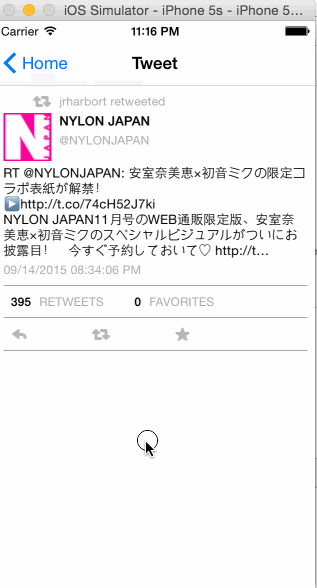 iOS Simulator - iPhone 5s - iPhone 5...
Carrier 11:16 PM
Home Tweet
jrharbort retweeted
NYLON JAPAN
@NYLONJAPAN
N JAPAN
RT @NYLONJAPAN: 安室奈美恵×初音ミクの限定コ
ラボ表紙が解禁！
▶️http://t.co/74cH52J7ki
NYLON JAPAN11月号のWEB通販限定版、安室奈
美恵×初音ミクのスペシャルビジュアルがついにお
披露目！　今すぐ予約しておいて♡ http://t...
09/14/2015 08:34:06 PM
395 RETWEETS 0 FAVORITES